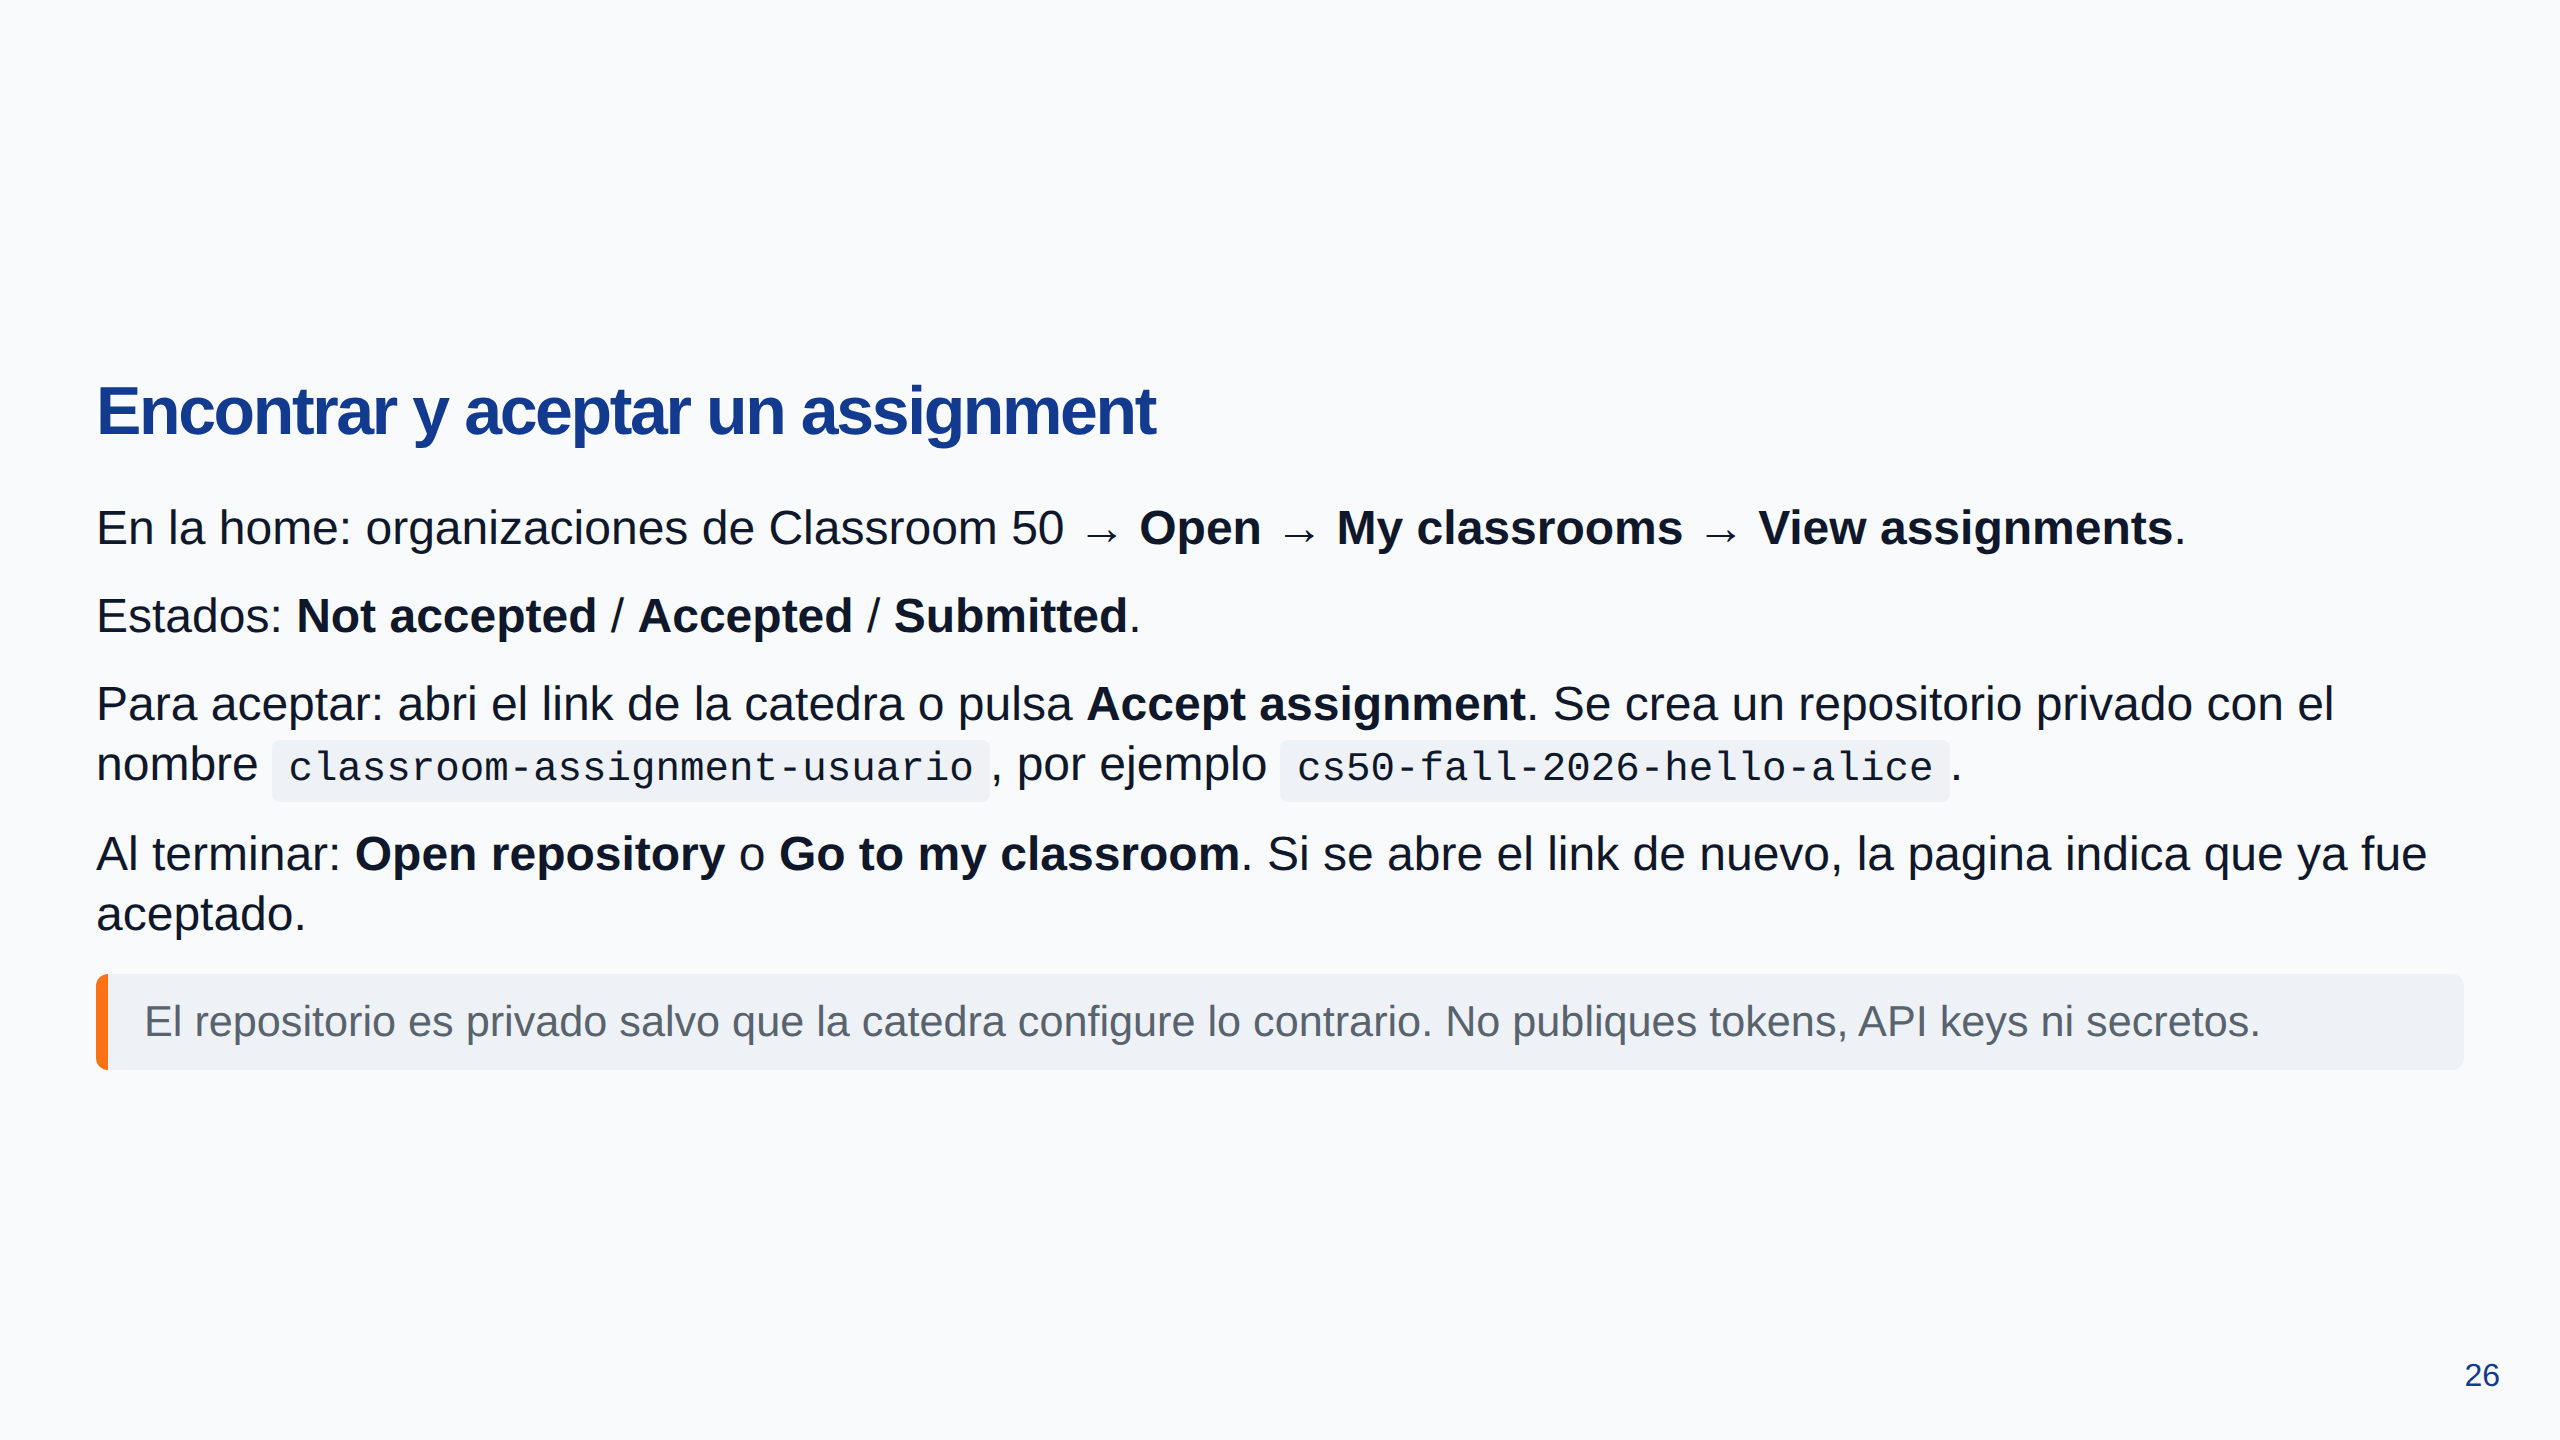 Encontrar y aceptar un assignment
En la home: organizaciones de Classroom 50 → Open → My classrooms → View assignments.
Estados: Not accepted / Accepted / Submitted.
Para aceptar: abri el link de la catedra o pulsa Accept assignment. Se crea un repositorio privado con el
nombre classroom-assignment-usuario, por ejemplo cs50-fall-2026-hello-alice.
Al terminar: Open repository o Go to my classroom. Si se abre el link de nuevo, la pagina indica que ya fue
aceptado.
El repositorio es privado salvo que la catedra configure lo contrario. No publiques tokens, API keys ni secretos.
26